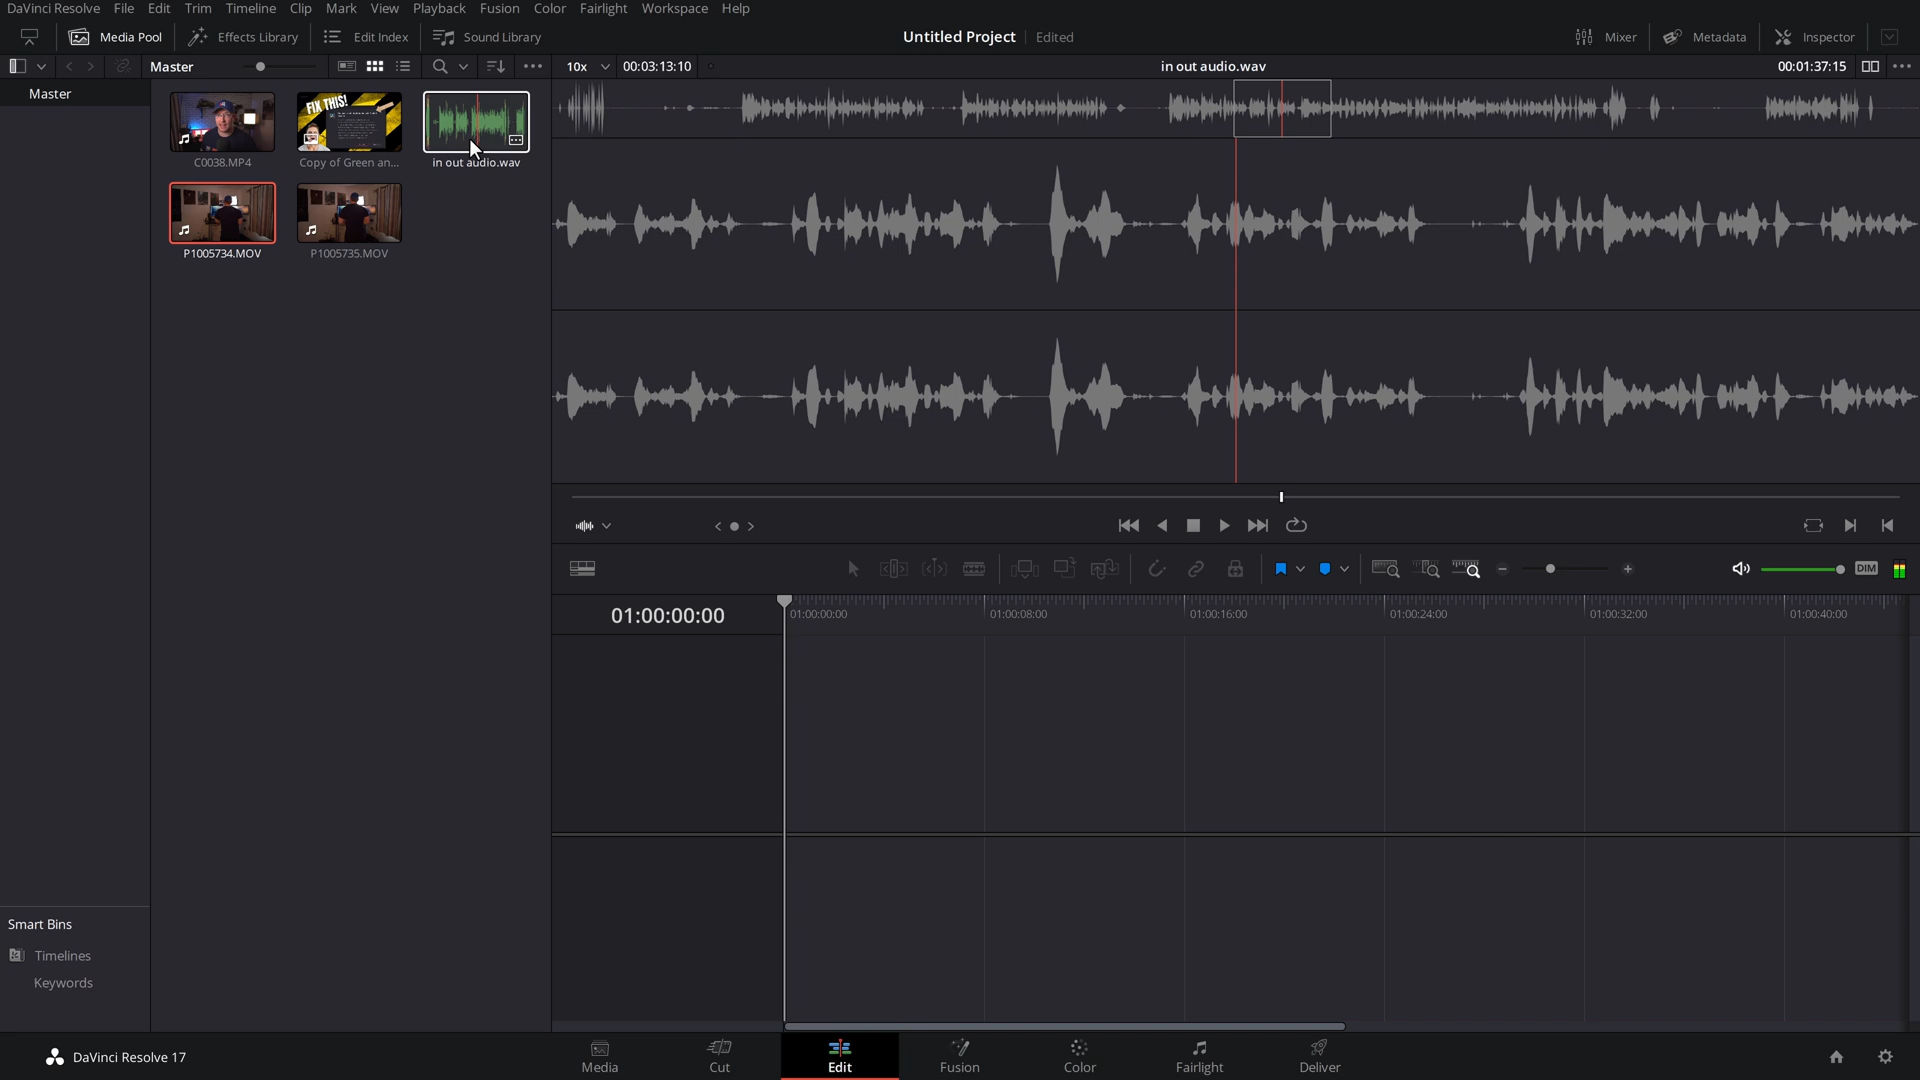 DaVinci Resolve File Edit Trim Timeline Clip Mark View Playback Fusion Color Fairlight Workspace Help
Media Pool Effects Library Edit Index Sound Library Untitled Project Edited Mixer Metadata Inspector
Master 10x 00:03:13:10 in out audio.wav 00:01:37:15
Master
FIX THIS!
C0038.MP4 Copy of Green an... in out audio.wav
P1005734.MOV P1005735.MOV
DIM
01:00:00:00 01:00:00:00 01:00:08:00 01:00:16:00 01:00:24:00 01:00:32:00 01:00:40:00
Smart Bins
Timelines
Keywords
DaVinci Resolve 17 Media Cut Edit Fusion Color Fairlight Deliver